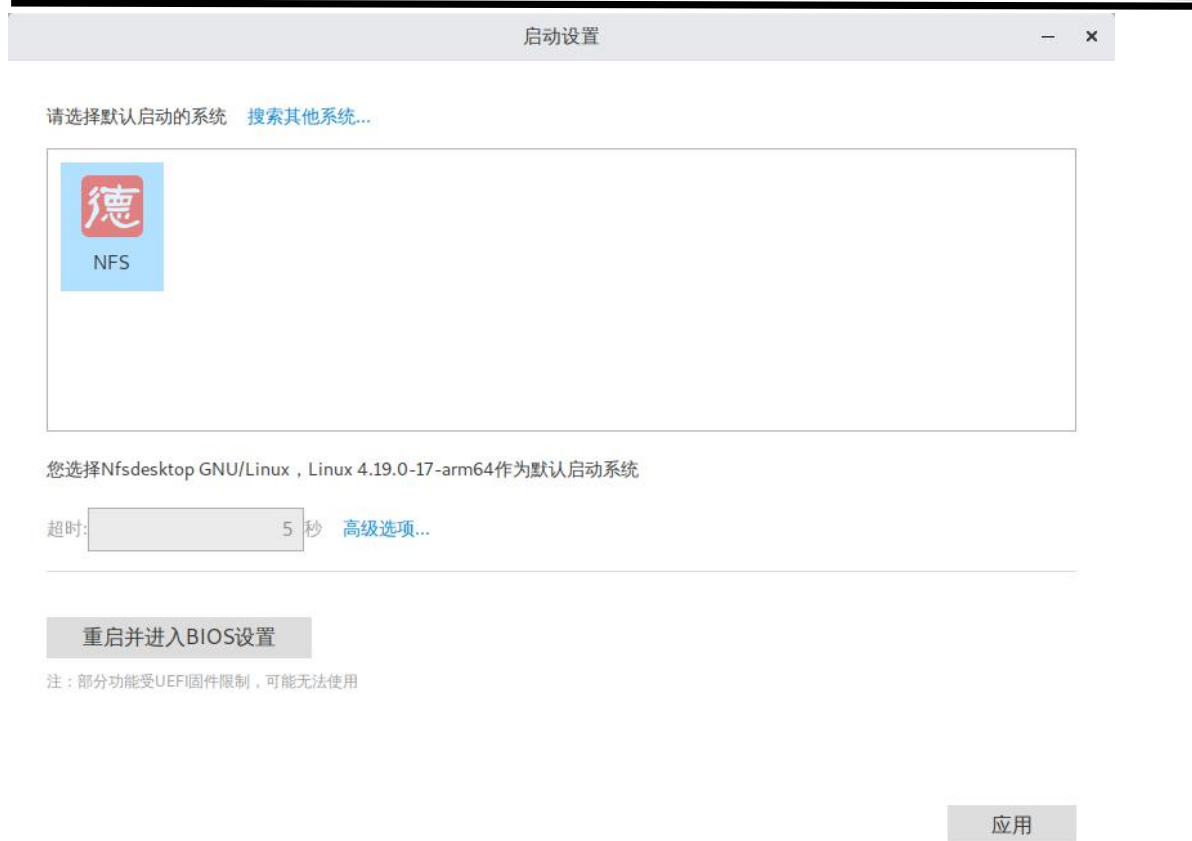 启动设置
请选择默认启动的系统 搜索其他系统...
德
NFS
您选择Nfsdesktop GNU/Linux，Linux 4.19.0-17-arm64作为默认启动系统
超时: 5 秒 高级选项...
重启并进入BIOS设置
注：部分功能受UEFI固件限制，可能无法使用
应用